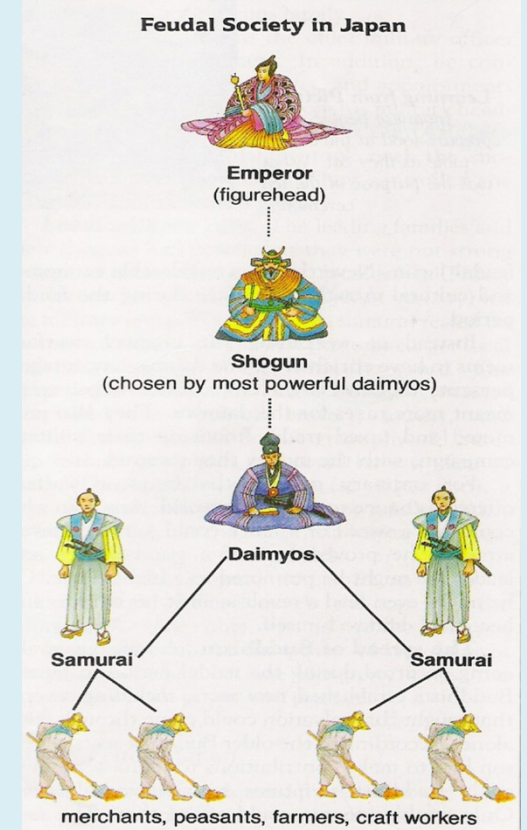 Feudal Society in Japan
Emperor
(figurehead)
Shogun
(chosen by most powerful daimyos)
Daimyos
Samurai
Samurai
merchants, peasants, farmers, craft workers